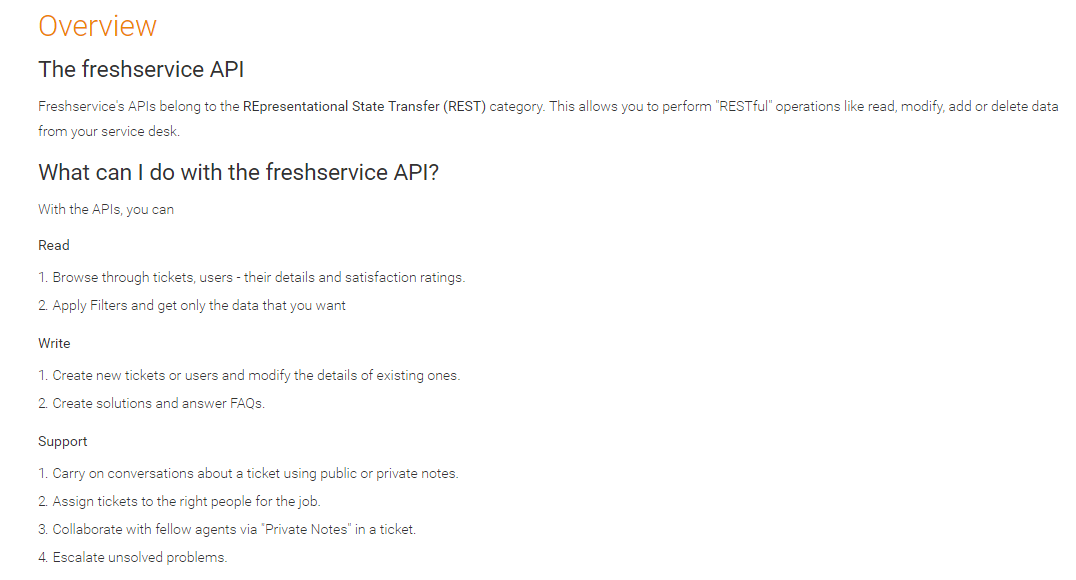 Overview
The freshservice API
Freshservice's APIs belong to the REpresentational State Transfer (REST) category. This allows you to perform "RESTful" operations like read, modify, add or delete data
from your service desk.
What can I do with the freshservice API?
With the APIs, you can
Read
1. Browse through tickets, users - their details and satisfaction ratings.
2. Apply Filters and get only the data that you want
Write
1. Create new tickets or users and modify the details of existing ones.
2. Create solutions and answer FAQs.
Support
1. Carry on conversations about a ticket using public or private notes.
2. Assign tickets to the right people for the job.
3. Collaborate with fellow agents via "Private Notes" in a ticket.
4. Escalate unsolved problems.